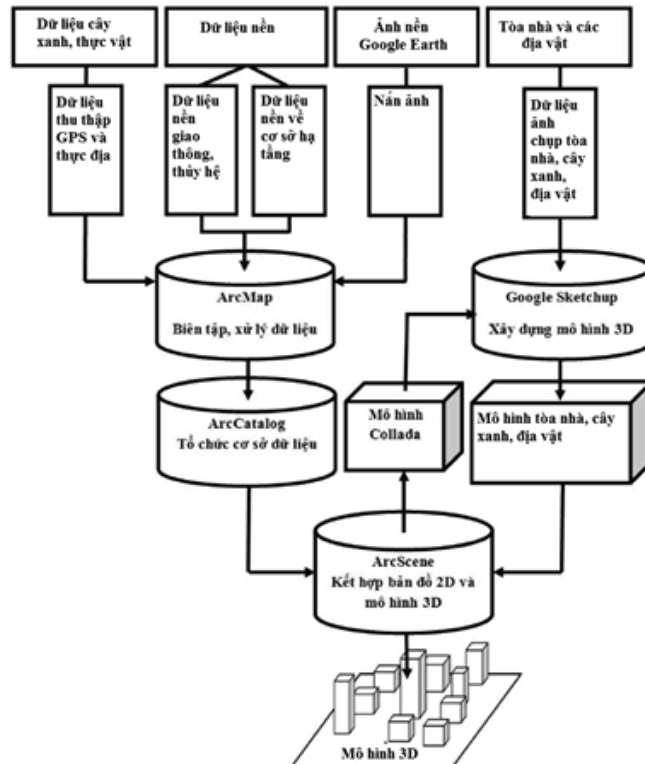 Dữ liệu cây
xanh, thực vật
Dữ liệu nền
Ảnh nền
Google Earth
Tòa nhà và các
địa vật
Dữ liệu
thu thập
GPS và
thực địa
Dữ liệu
nền
giao
thông,
thủy hệ
Dữ liệu
nền về
cơ sở hạ
tầng
Nắn ảnh
Dữ liệu
ảnh
chụp tòa
nhà, cây
xanh,
địa vật
ArcMap
Biên tập, xử lý dữ liệu
Google Sketchup
Xây dựng mô hình 3D
ArcCatalog
Tổ chức cơ sở dữ liệu
Mô hình
Collada
Mô hình tòa nhà, cây
xanh, địa vật
ArcScene
Kết hợp bản đồ 2D và
mô hình 3D
Mô hình 3D